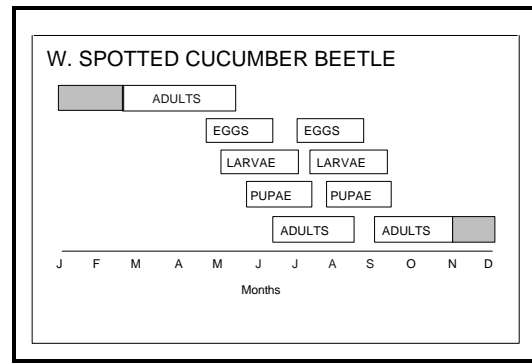 W. SPOTTED CUCUMBER BEETLE
ADULTS
EGGS EGGS
LARVAE LARVAE
PUPAE PUPAE
ADULTS ADULTS
J F M A M J J A S O N D
Months